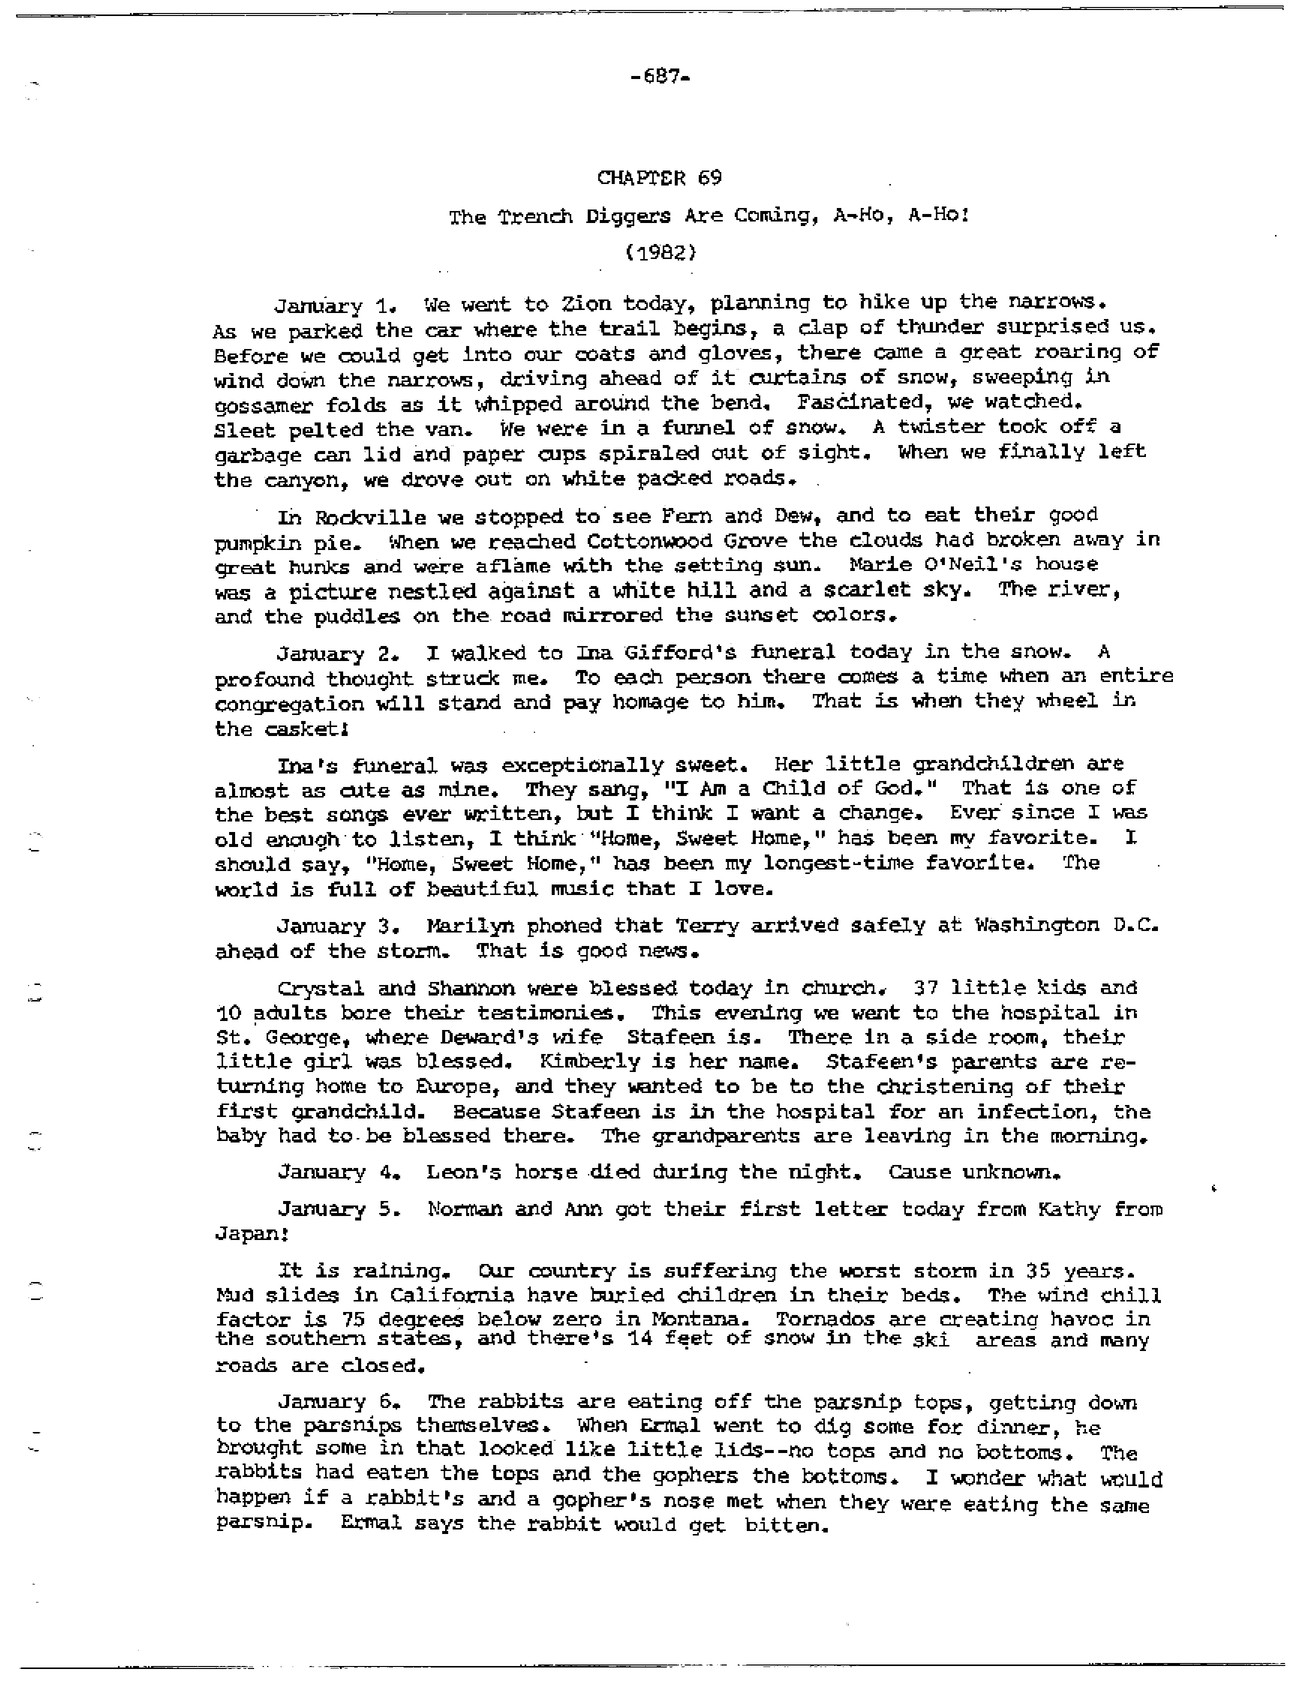 -687-
CHAPTER 69
The Trench Diggers Are Coming, A-Ho, A-Ho!
(1982)
January 1. We went to Zion today, planning to hike up the narrows.
As we parked the car where the trail begins, a clap of thunder surprised us.
Before we could get into our coats and gloves, there came a great roaring of
wind down the narrows, driving ahead of it curtains of snow, sweeping in
gossamer folds as it whipped around the bend. Fascinated, we watched.
Sleet pelted the van. We were in a funnel of snow. A twister took off a
garbage can lid and paper cups spiraled out of sight. When we finally left
the canyon, we drove out on white packed roads.
In Rockville we stopped to see Fern and Dew, and to eat their good
pumpkin pie. When we reached Cottonwood Grove the clouds had broken away in
great hunks and were aflame with the setting sun. Marie O'Neil's house
was a picture nestled against a white hill and a scarlet sky. The river,
and the puddles on the road mirrored the sunset colors.
January 2. I walked to Ina Gifford's funeral today in the snow. A
profound thought struck me. To each person there comes a time when an entire
congregation will stand and pay homage to him. That is when they wheel in
the casket!
Ina's funeral was exceptionally sweet. Her little grandchildren are
almost as cute as mine. They sang, "I Am a Child of God." That is one of
the best songs ever written, but I think I want a change. Ever since I was
old enough to listen, I think "Home, Sweet Home," has been my favorite. I
should say, "Home, Sweet Home," has been my longest-time favorite. The
world is full of beautiful music that I love.
January 3. Marilyn phoned that Terry arrived safely at Washington D.C.
ahead of the storm. That is good news.
Crystal and Shannon were blessed today in church. 37 little kids and
10 adults bore their testimonies. This evening we went to the hospital in
St. George, where Deward's wife Stafeen is. There in a side room, their
little girl was blessed. Kimberly is her name. Stafeen's parents are re-
turning home to Europe, and they wanted to be to the christening of their
first grandchild. Because Stafeen is in the hospital for an infection, the
baby had to be blessed there. The grandparents are leaving in the morning.
January 4. Leon's horse died during the night. Cause unknown.
January 5. Norman and Ann got their first letter today from Kathy from
Japan!
It is raining. Our country is suffering the worst storm in 35 years.
Mud slides in California have buried children in their beds. The wind chill
factor is 75 degrees below zero in Montana. Tornados are creating havoc in
the southern states, and there's 14 feet of snow in the ski areas and many
roads are closed.
January 6. The rabbits are eating off the parsnip tops, getting down
to the parsnips themselves. When Ermal went to dig some for dinner, he
brought some in that looked like little lids--no tops and no bottoms. The
rabbits had eaten the tops and the gophers the bottoms. I wonder what would
happen if a rabbit's and a gopher's nose met when they were eating the same
parsnip. Ermal says the rabbit would get bitten.